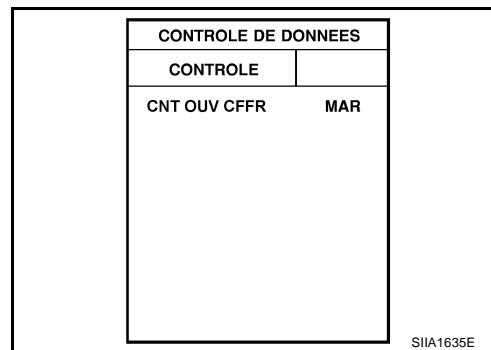 CONTROLE DE DONNEES
CONTROLE
CNT OUV CFFR MAR
SIIA1635E